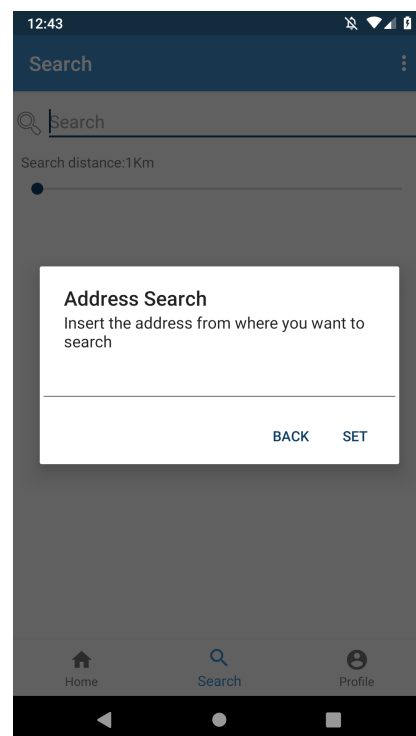 12:43
Search
Search
Search distance:1Km
Address Search
Insert the address from where you want to
search
BACK SET
Home Search Profile